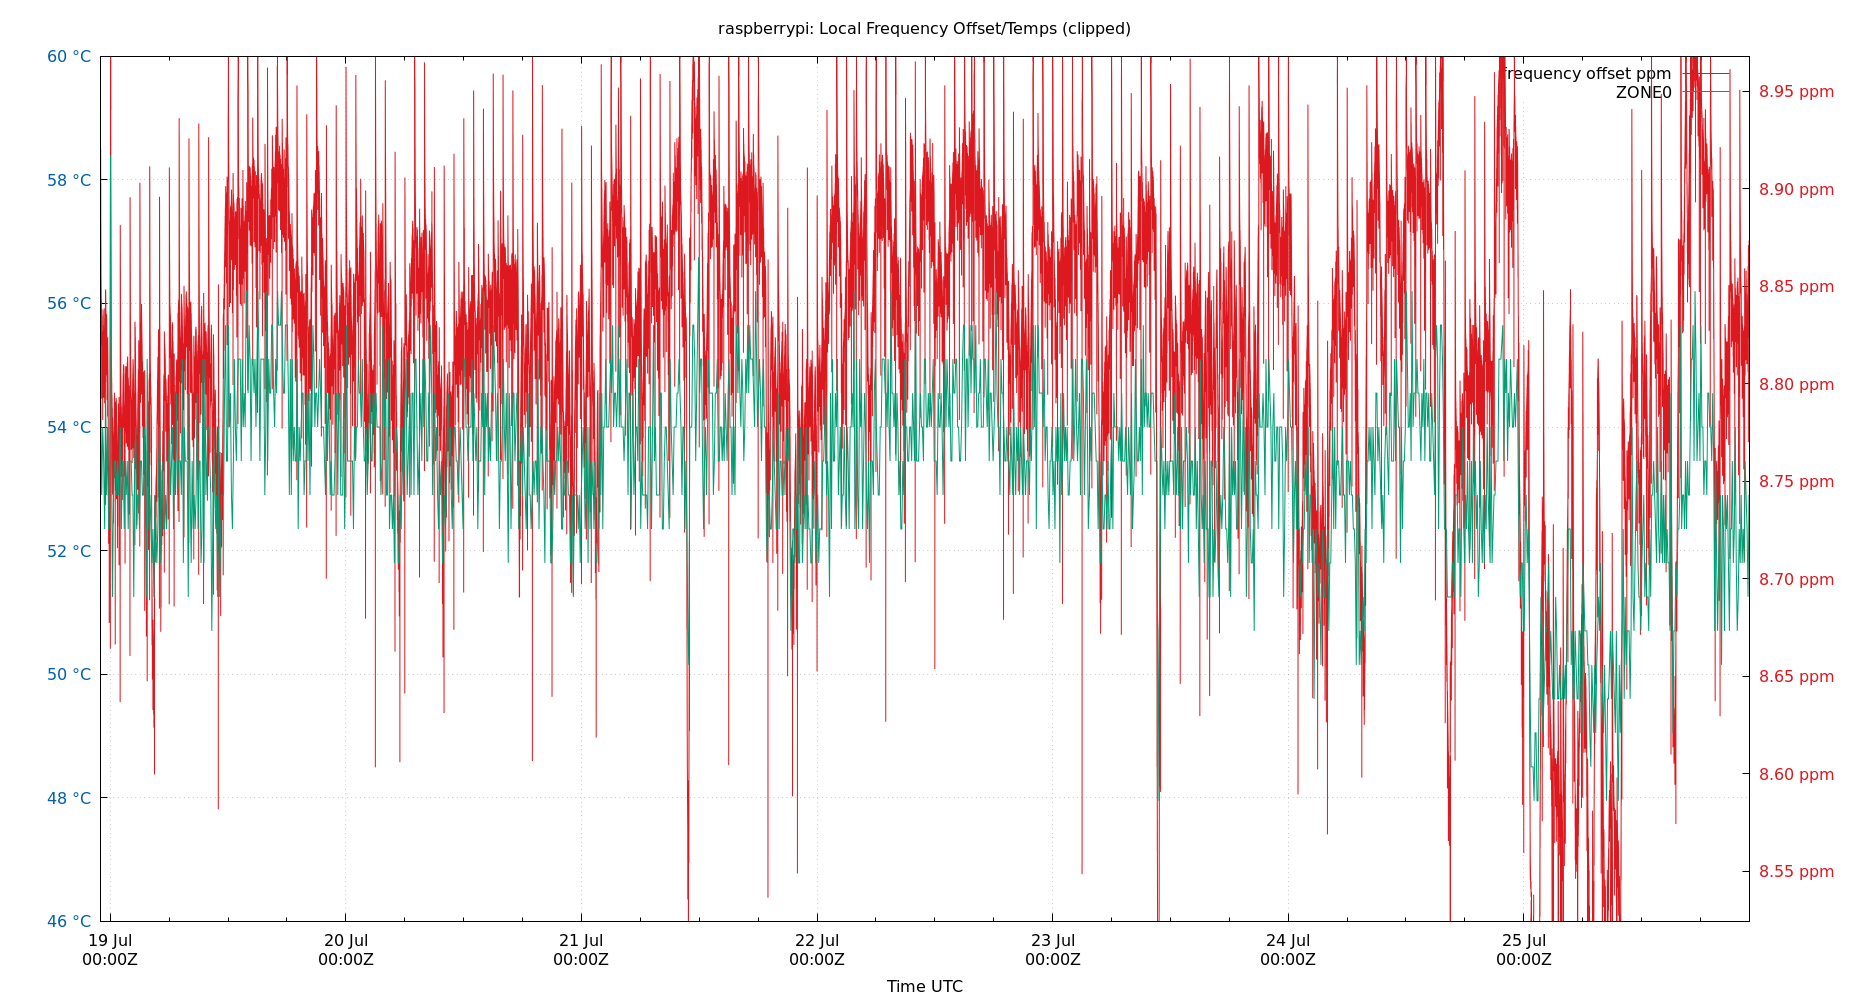 raspberrypi: Local Frequency Offset/Temps (clipped)
60 °C
58 °C
56 °C
54 °C
52 °C
50 °C
48 °C
46 °C
frequency offset ppm
ZONE0
8.95 ppm
8.90 ppm
8.85 ppm
8.80 ppm
8.75 ppm
8.70 ppm
8.65 ppm
8.60 ppm
8.55 ppm
19 Jul 20 Jul 21 Jul 22 Jul 23 Jul 24 Jul 25 Jul
00:00Z 00:00Z 00:00Z 00:00Z 00:00Z 00:00Z 00:00Z
Time UTC